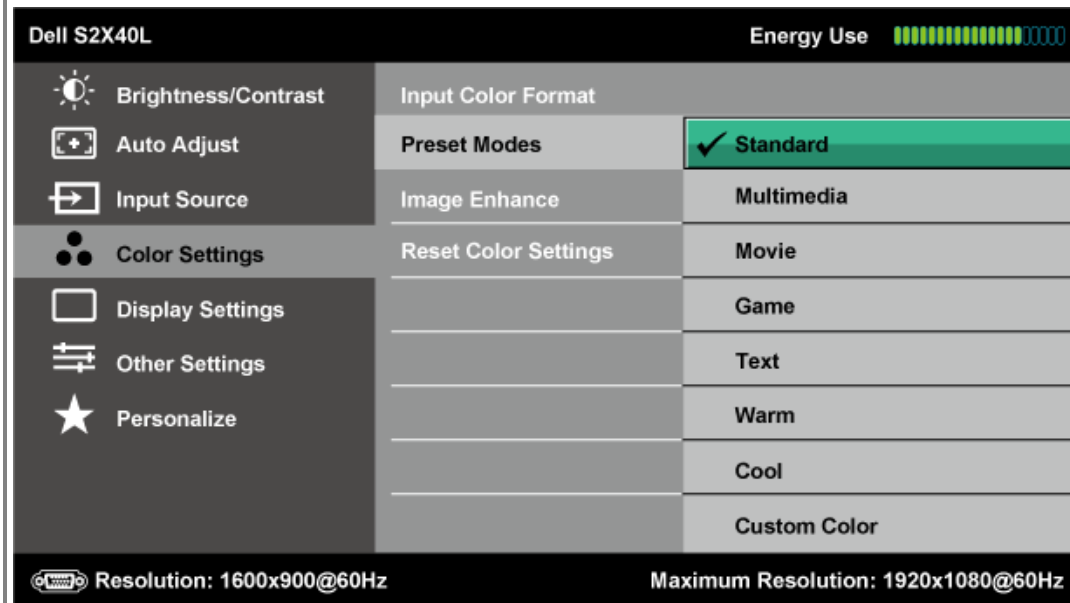 Dell S2X40L
Energy Use
Brightness/Contrast
Auto Adjust
Input Source
Color Settings
Display Settings
Other Settings
Personalize
Input Color Format
Preset Modes
Image Enhance
Reset Color Settings
Standard
Multimedia
Movie
Game
Text
Warm
Cool
Custom Color
Resolution: 1600x900@60Hz
Maximum Resolution: 1920x1080@60Hz